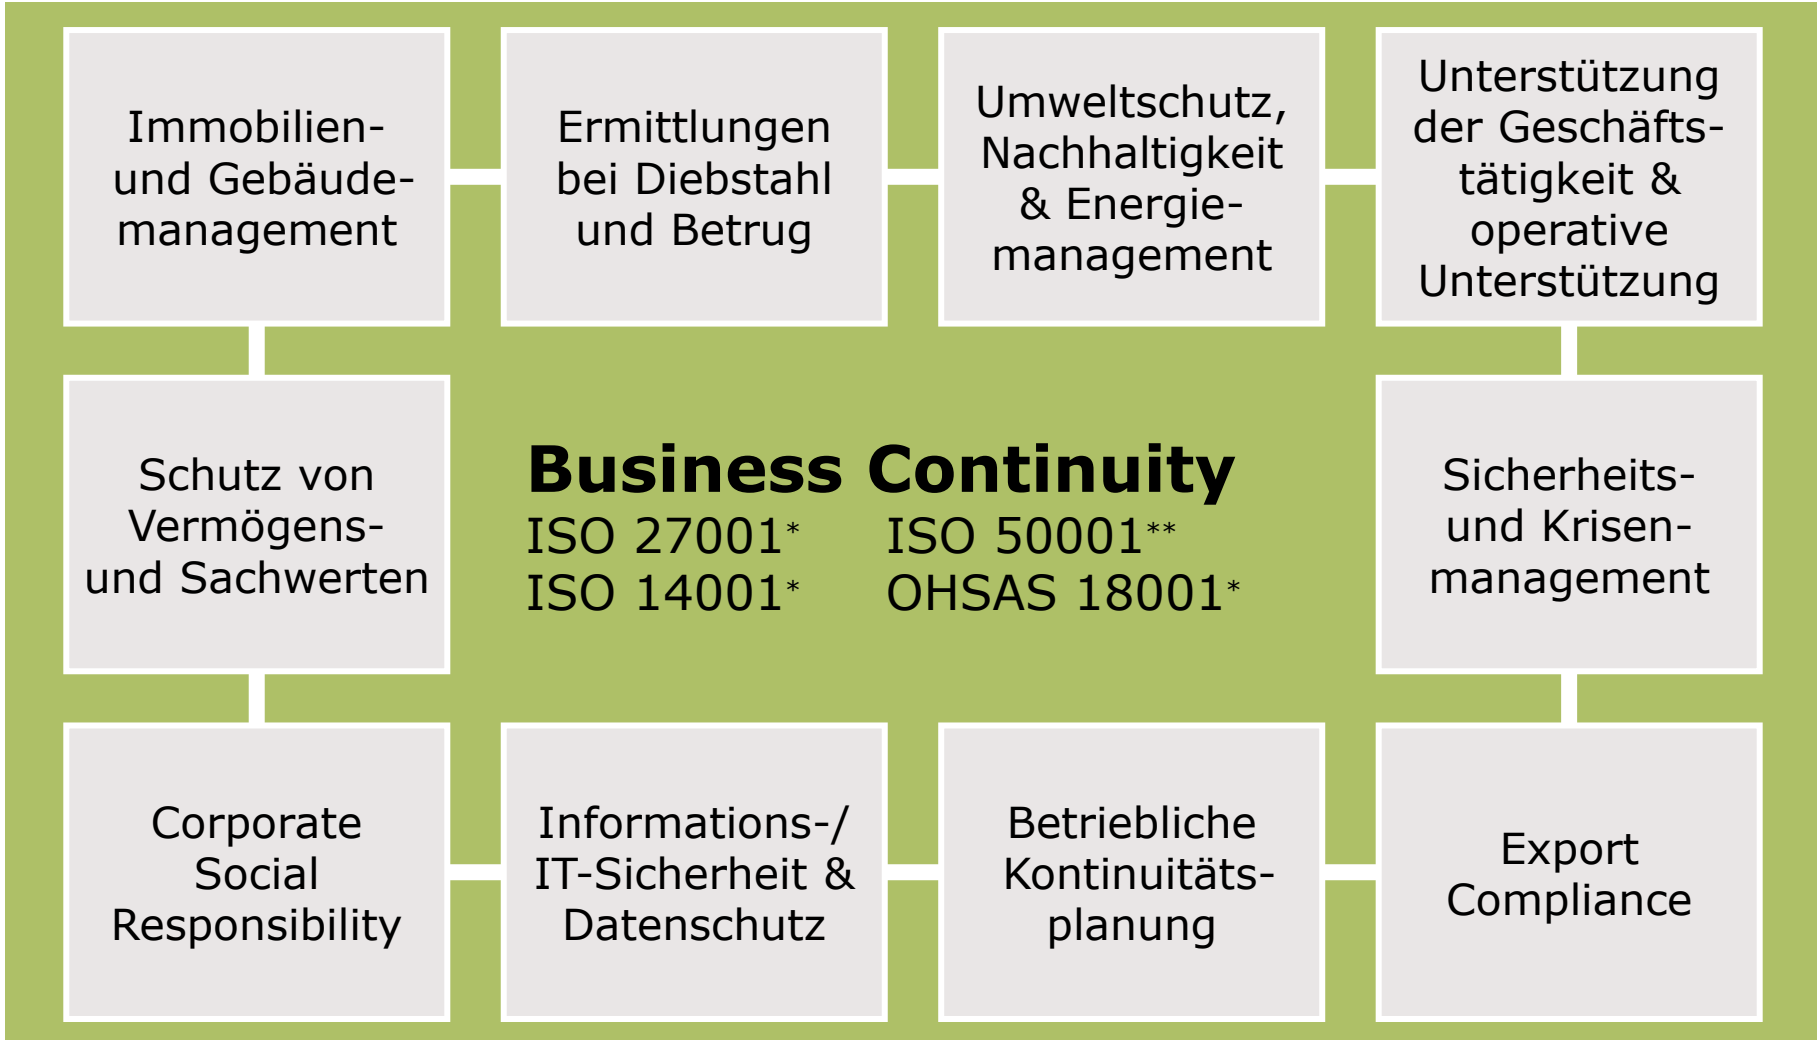 Immobilien-
und Gebäude-
management
Ermittlungen
bei Diebstahl
und Betrug
Umweltschutz,
Nachhaltigkeit
& Energie-
management
Unterstützung
der Geschäfts-
tätigkeit &
operative
Unterstützung
Schutz von
Vermögens-
und Sachwerten
Business Continuity
ISO 27001* ISO 50001**
ISO 14001* OHSAS 18001*
Sicherheits-
und Krisen-
management
Corporate
Social
Responsibility
Informations-/
IT-Sicherheit &
Datenschutz
Betriebliche
Kontinuitäts-
planung
Export
Compliance